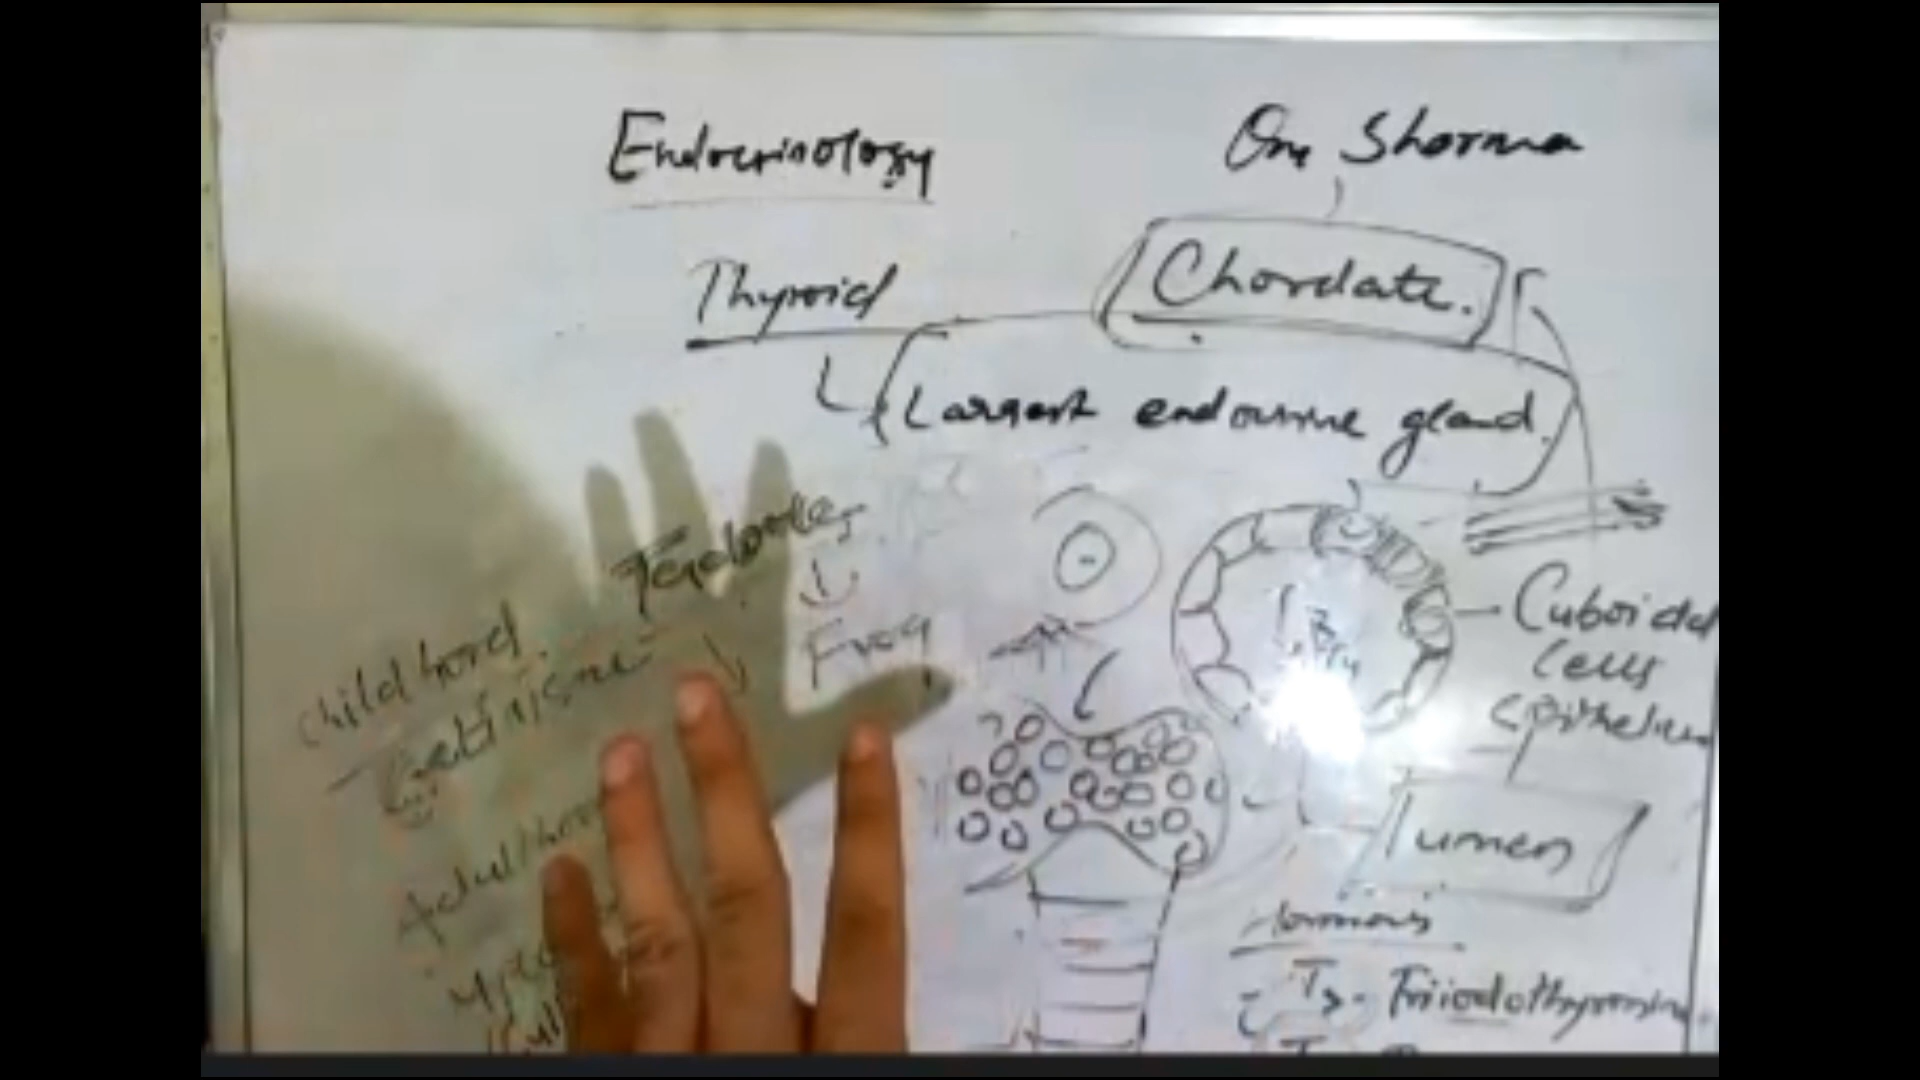 Endocrinology
Om Sharma
Thyroid
Chordate.
Largest endocrine gland.
Tadpoles
Frog
Childhood.
Cretinism
Adulthood
Cuboidal
Cells
Epithelium
Lumen
Hormones
T3 - Triiodothyronine